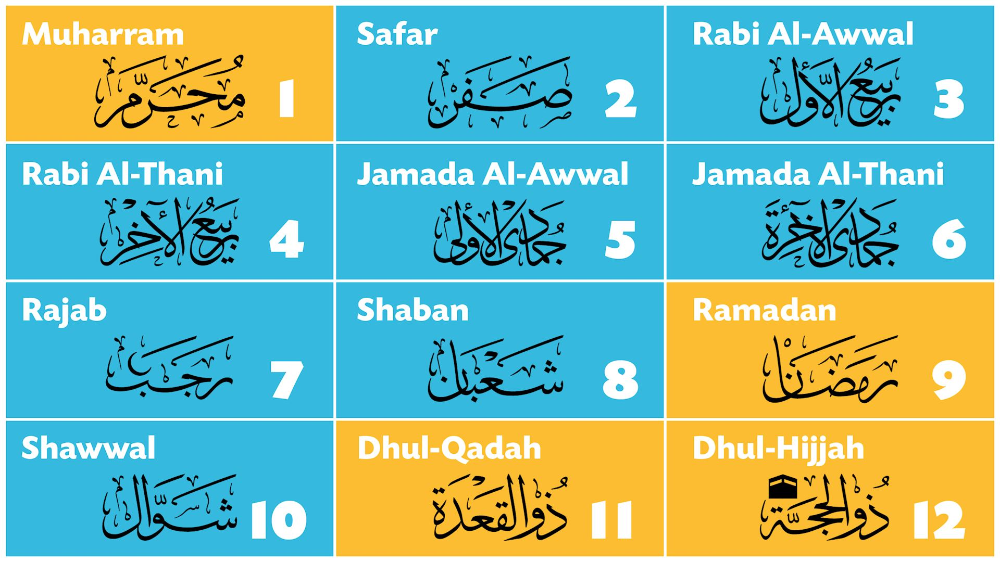 Muharram
مُحَرَّم
1
Safar
صَفَرْ
2
Rabi Al-Awwal
رَبِيعُ الأَوَّل
3
Rabi Al-Thani
رَبِيعُ الآخِرْ
4
Jamada Al-Awwal
جُمَادَى الأُولى
5
Jamada Al-Thani
جُمَادَى الآخِرَة
6
Rajab
رَجَب
7
Shaban
شَعْبَان
8
Ramadan
رَمَضَان
9
Shawwal
شَوَّال
10
Dhul-Qadah
ذُو الْقَعْدَة
11
Dhul-Hijjah
ذُو الحِجَّة
12